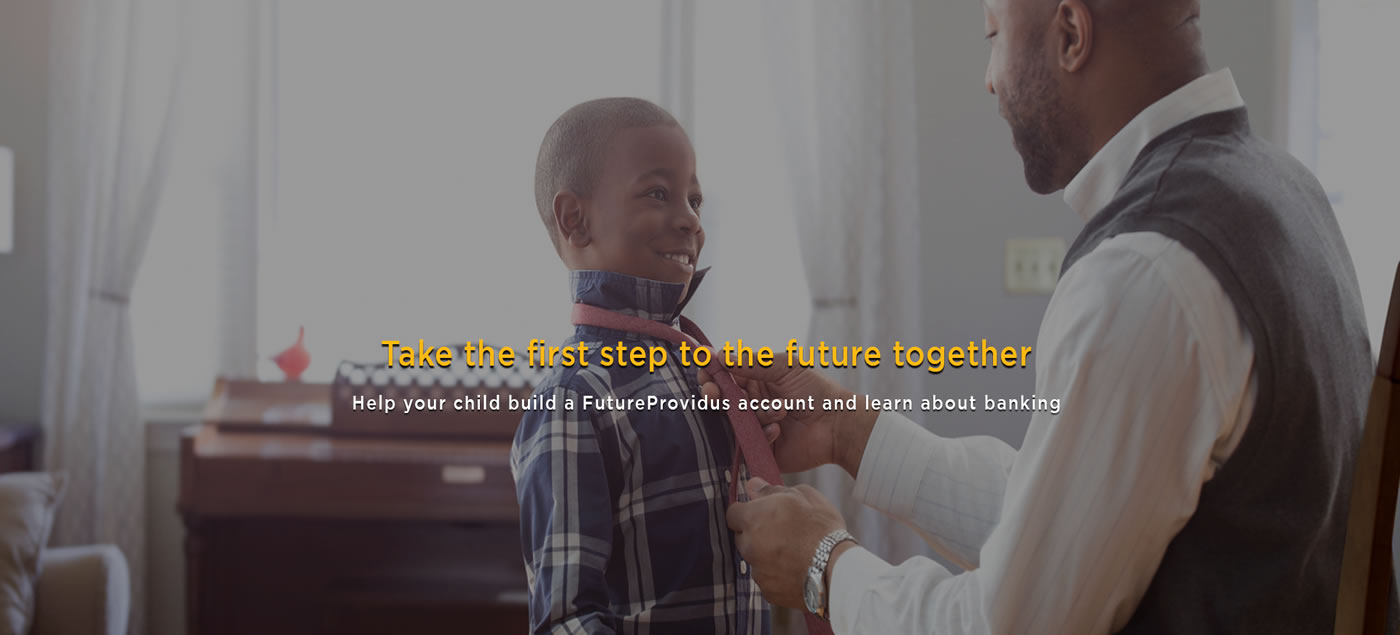 Take the first step to the future together
Help your child build a FutureProvidus account and learn about banking